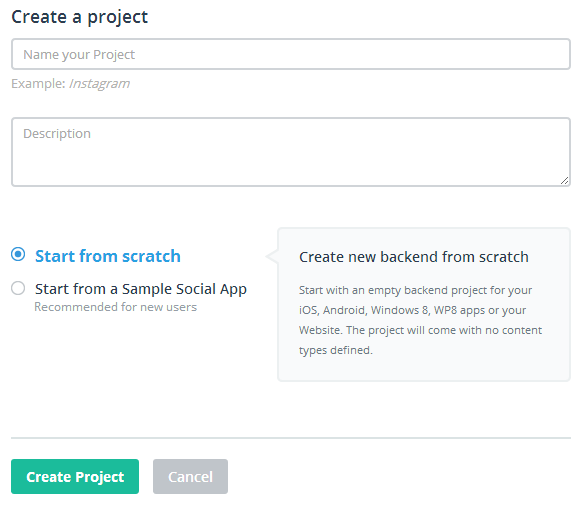 Create a project
Name your Project
Example: Instagram
Description
Start from scratch
Start from a Sample Social App
Recommended for new users
Create new backend from scratch
Start with an empty backend project for your
iOS, Android, Windows 8, WP8 apps or your
Website. The project will come with no content
types defined.
Create Project
Cancel